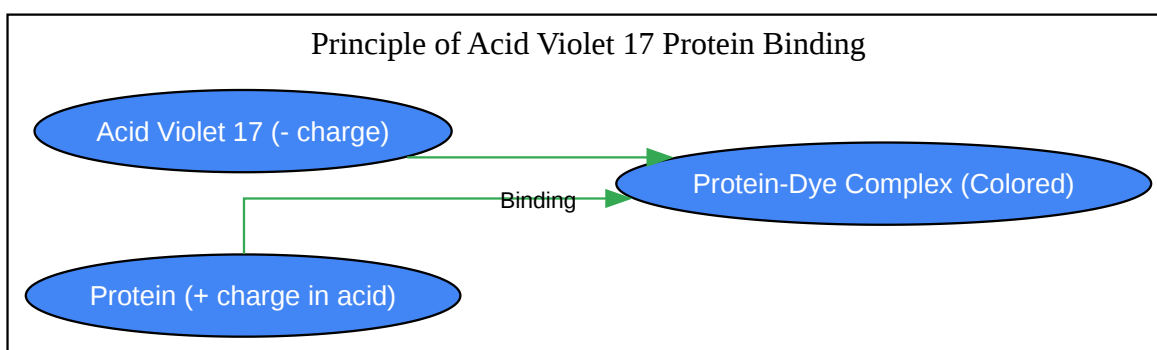 Principle of Acid Violet 17 Protein Binding
Acid Violet 17 (- charge)
Protein-Dye Complex (Colored)
Binding
Protein (+ charge in acid)